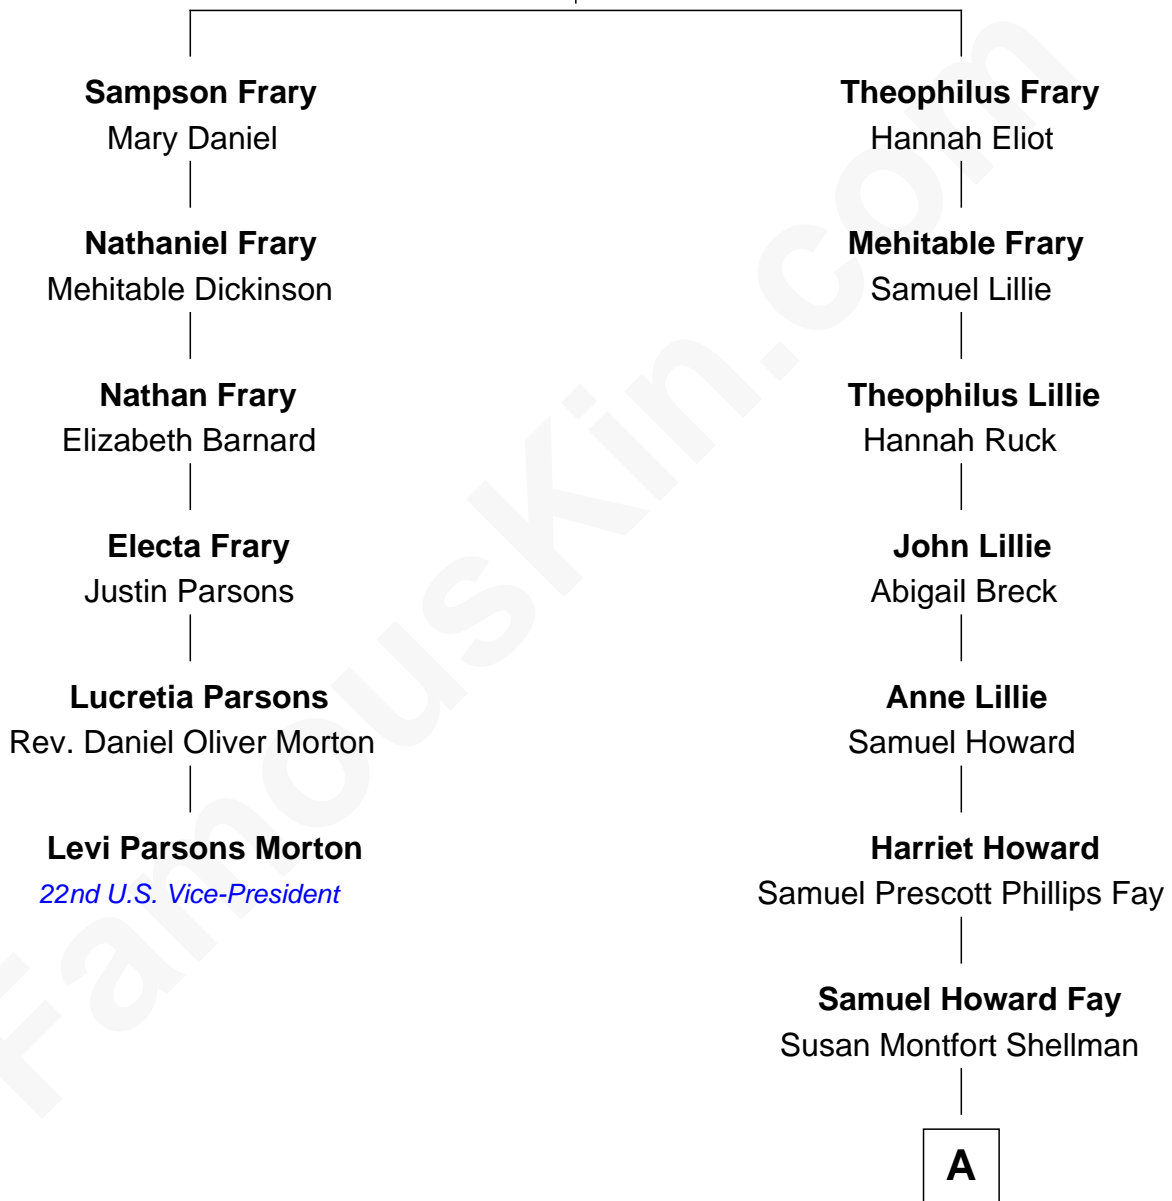 Sampson Frary
Mary Daniel
Nathaniel Frary
Mehitable Dickinson
Nathan Frary
Elizabeth Barnard
Electa Frary
Justin Parsons
Lucretia Parsons
Rev. Daniel Oliver Morton
Levi Parsons Morton
22nd U.S. Vice-President
Theophilus Frary
Hannah Eliot
Mehitable Frary
Samuel Lillie
Theophilus Lillie
Hannah Ruck
John Lillie
Abigail Breck
Anne Lillie
Samuel Howard
Harriet Howard
Samuel Prescott Phillips Fay
Samuel Howard Fay
Susan Montfort Shellman
A
FamousKin.com